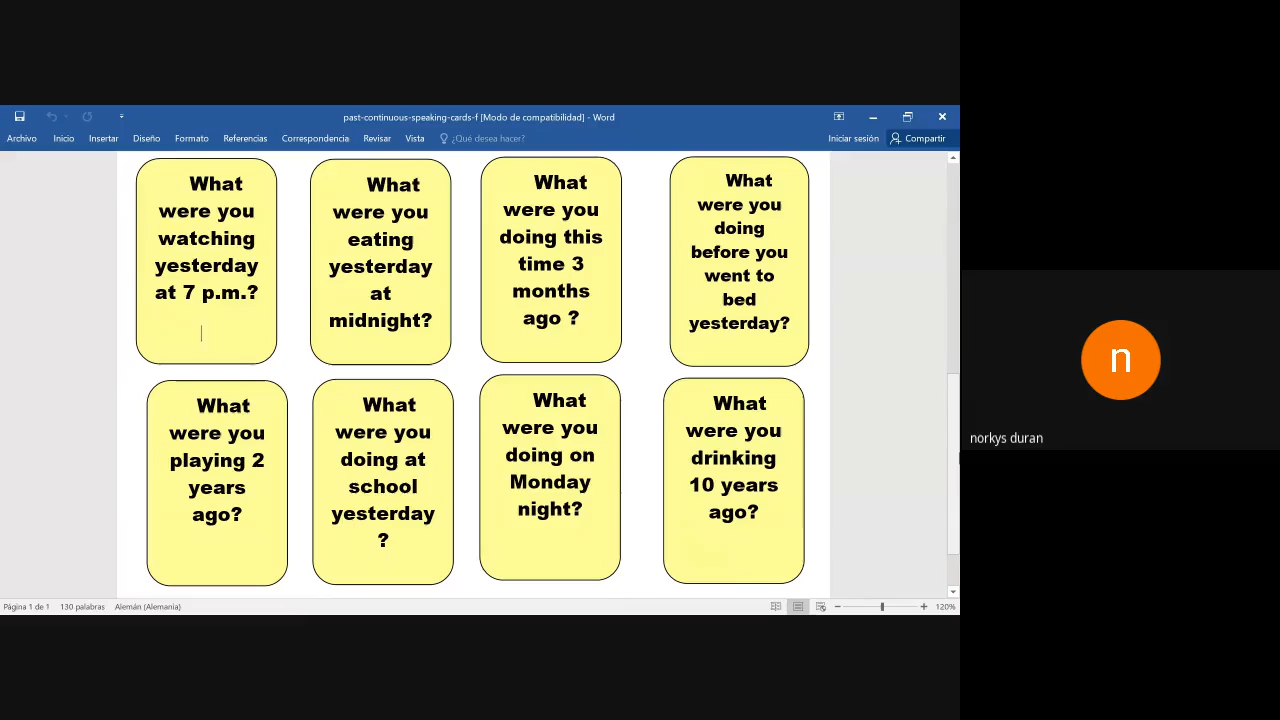 past-continuous-speaking-cards-f [Modo de compatibilidad] - Word
Archivo Inicio Insertar Diseño Formato Referencias Correspondencia Revisar Vista ¿Qué desea hacer? Iniciar sesión Compartir
What
were you
watching
yesterday
at 7 p.m.?
What
were you
eating
yesterday
at
midnight?
What
were you
doing this
time 3
months
ago ?
What
were you
doing
before you
went to
bed
yesterday?
What
were you
playing 2
years
ago?
What
were you
doing at
school
yesterday
?
What
were you
doing on
Monday
night?
What
were you
drinking
10 years
ago?
Página 1 de 1 130 palabras Alemán (Alemania) 120%
n
norkys duran